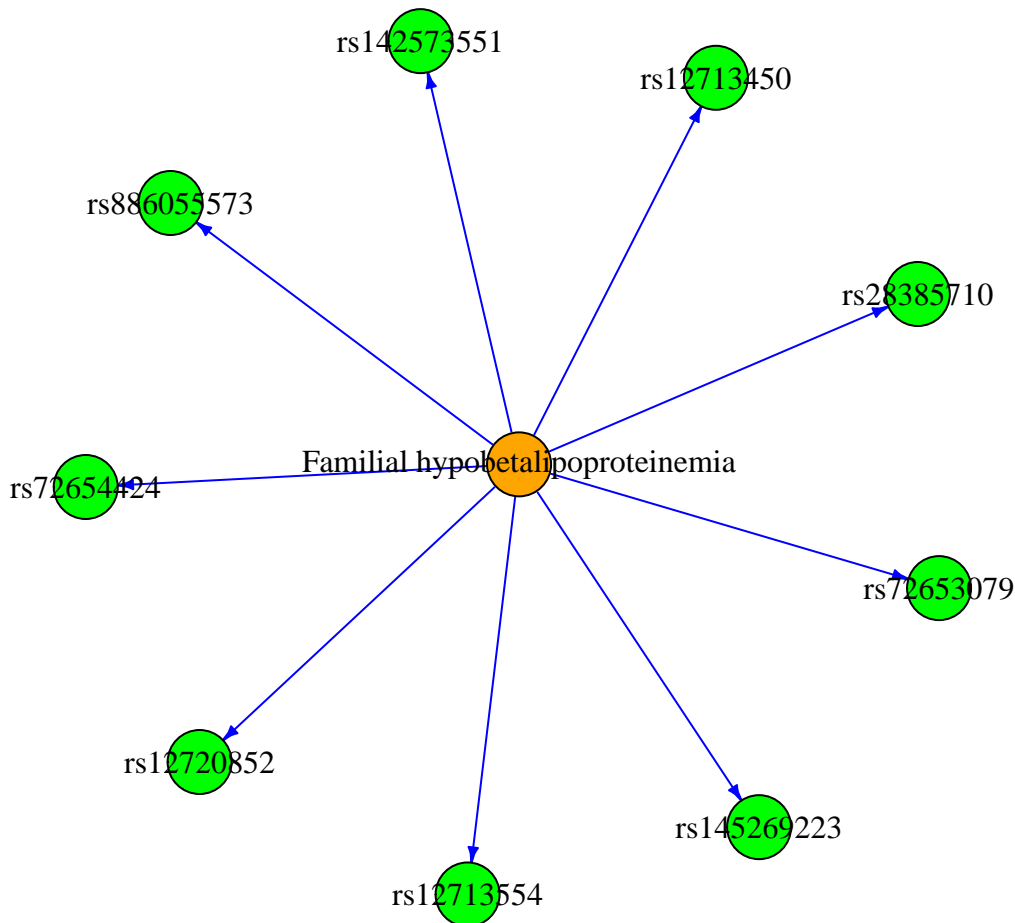 rs142573551
rs12713450
rs886055573
rs28385710
Familial hypobetalipoproteinemia
rs72654424
rs72653079
rs12720852
rs145269223
rs12713554